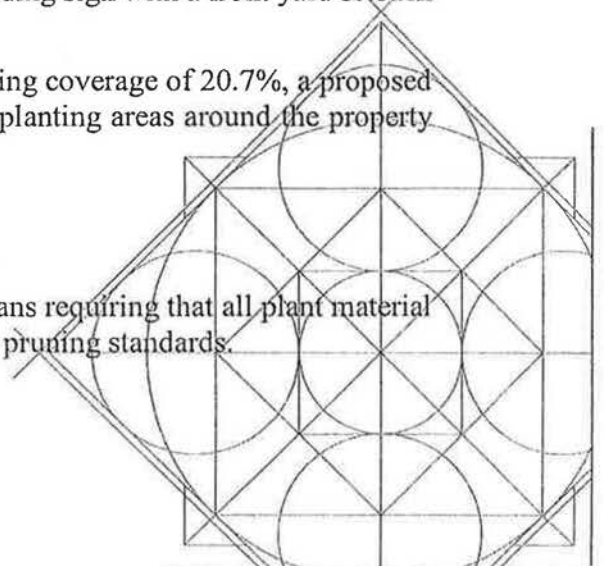 ing coverage of 20.7%, a proposed
planting areas around the property
ans requiring that all plant material
pruning standards.